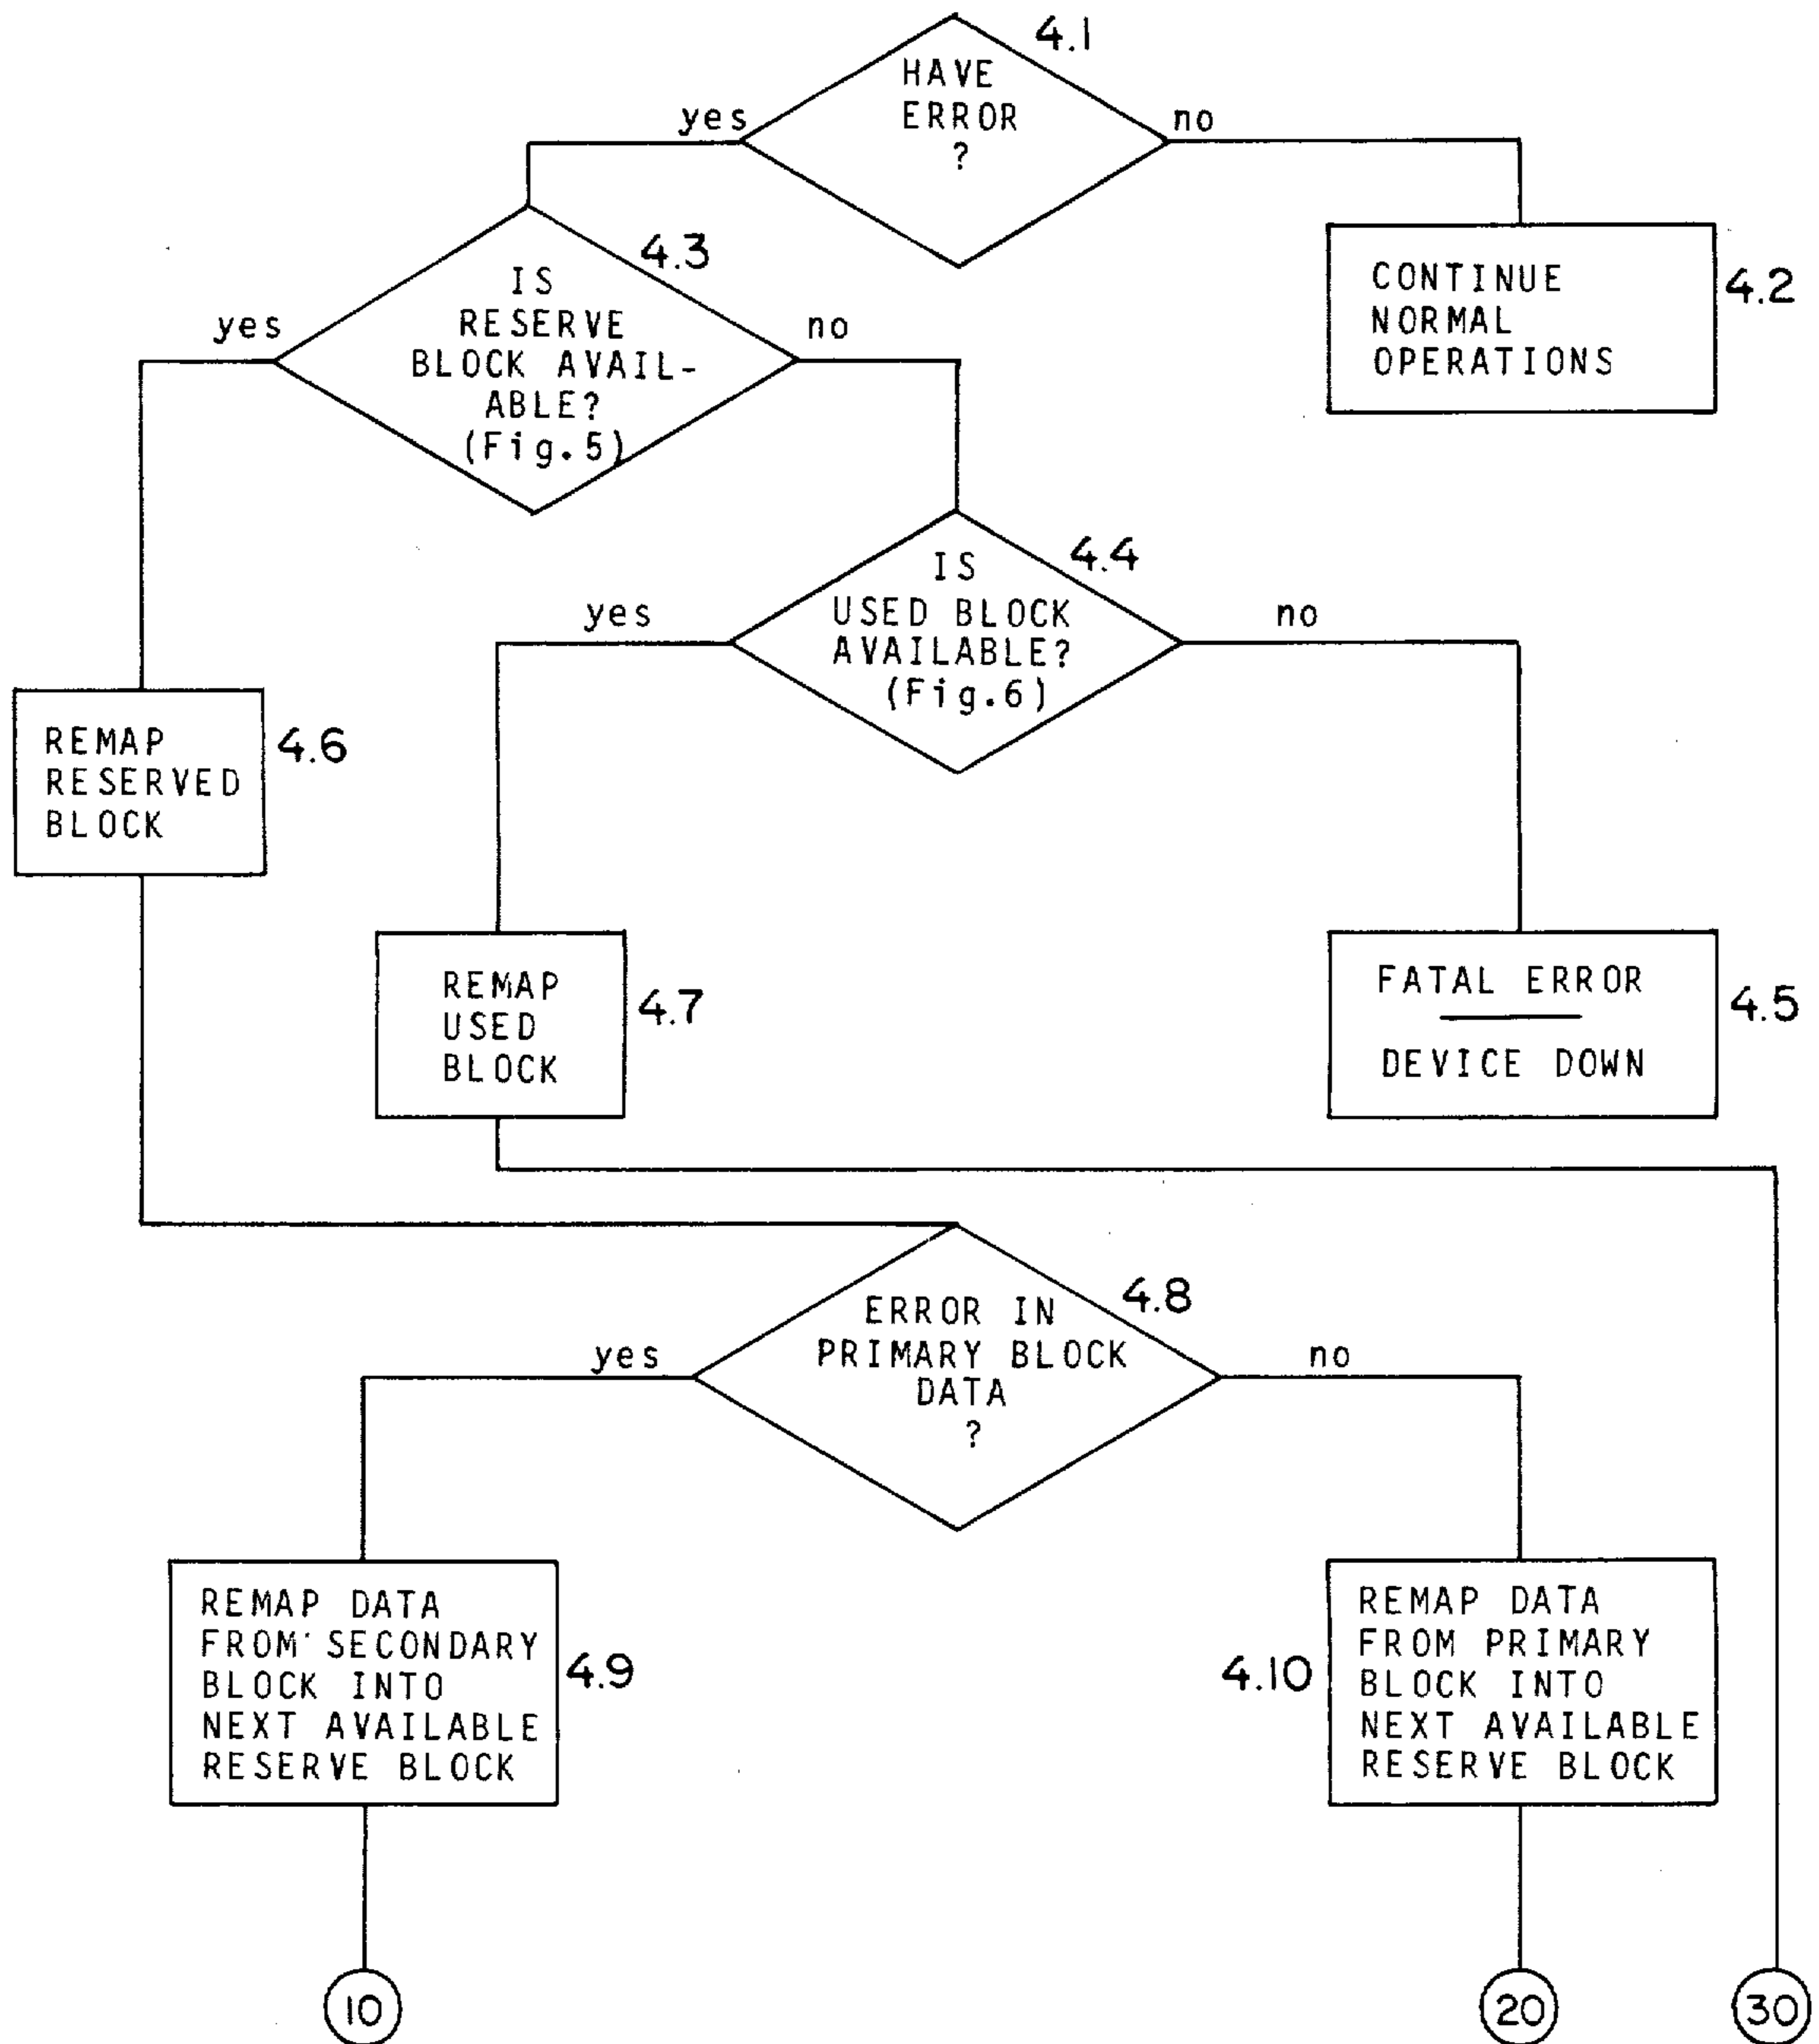 4.1
HAVE
ERROR
?
yes
no
4.3
IS
RESERVE
BLOCK AVAIL-
ABLE?
(Fig.5)
yes
no
CONTINUE
NORMAL
OPERATIONS
4.2
4.4
IS
USED BLOCK
AVAILABLE?
(Fig.6)
yes
no
REMAP
RESERVED
BLOCK
4.6
REMAP
USED
BLOCK
4.7
FATAL ERROR
DEVICE DOWN
4.5
4.8
ERROR IN
PRIMARY BLOCK
DATA
?
yes
no
REMAP DATA
FROM SECONDARY
BLOCK INTO
NEXT AVAILABLE
RESERVE BLOCK
4.9
4.10
REMAP DATA
FROM PRIMARY
BLOCK INTO
NEXT AVAILABLE
RESERVE BLOCK
10
20
30